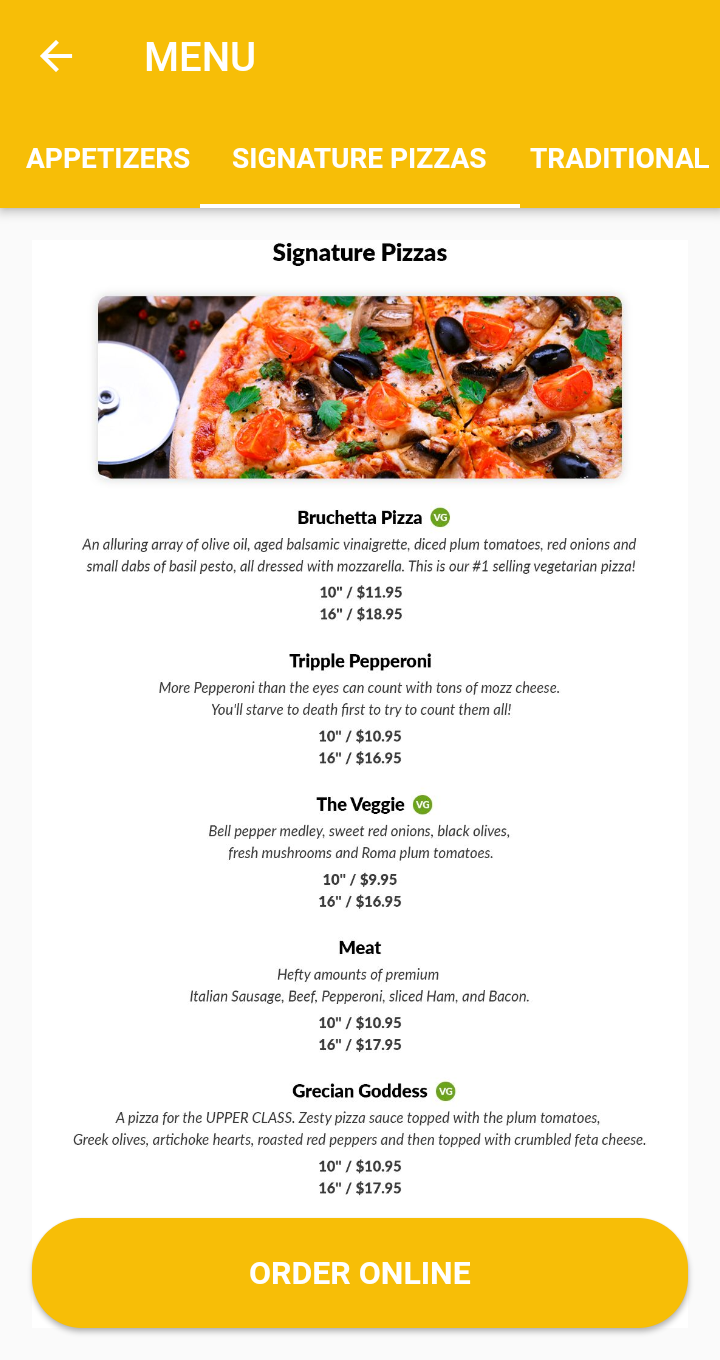 MENU
APPETIZERS SIGNATURE PIZZAS TRADITIONAL
Signature Pizzas
Bruchetta Pizza VG
An alluring array of olive oil, aged balsamic vinaigrette, diced plum tomatoes, red onions and
small dabs of basil pesto, all dressed with mozzarella. This is our #1 selling vegetarian pizza!
10" / $11.95
16" / $18.95
Tripple Pepperoni
More Pepperoni than the eyes can count with tons of mozz cheese.
You'll starve to death first to try to count them all!
10" / $10.95
16" / $16.95
The Veggie VG
Bell pepper medley, sweet red onions, black olives,
fresh mushrooms and Roma plum tomatoes.
10" / $9.95
16" / $16.95
Meat
Hefty amounts of premium
Italian Sausage, Beef, Pepperoni, sliced Ham, and Bacon.
10" / $10.95
16" / $17.95
Grecian Goddess VG
A pizza for the UPPER CLASS. Zesty pizza sauce topped with the plum tomatoes,
Greek olives, artichoke hearts, roasted red peppers and then topped with crumbled feta cheese.
10" / $10.95
16" / $17.95
ORDER ONLINE